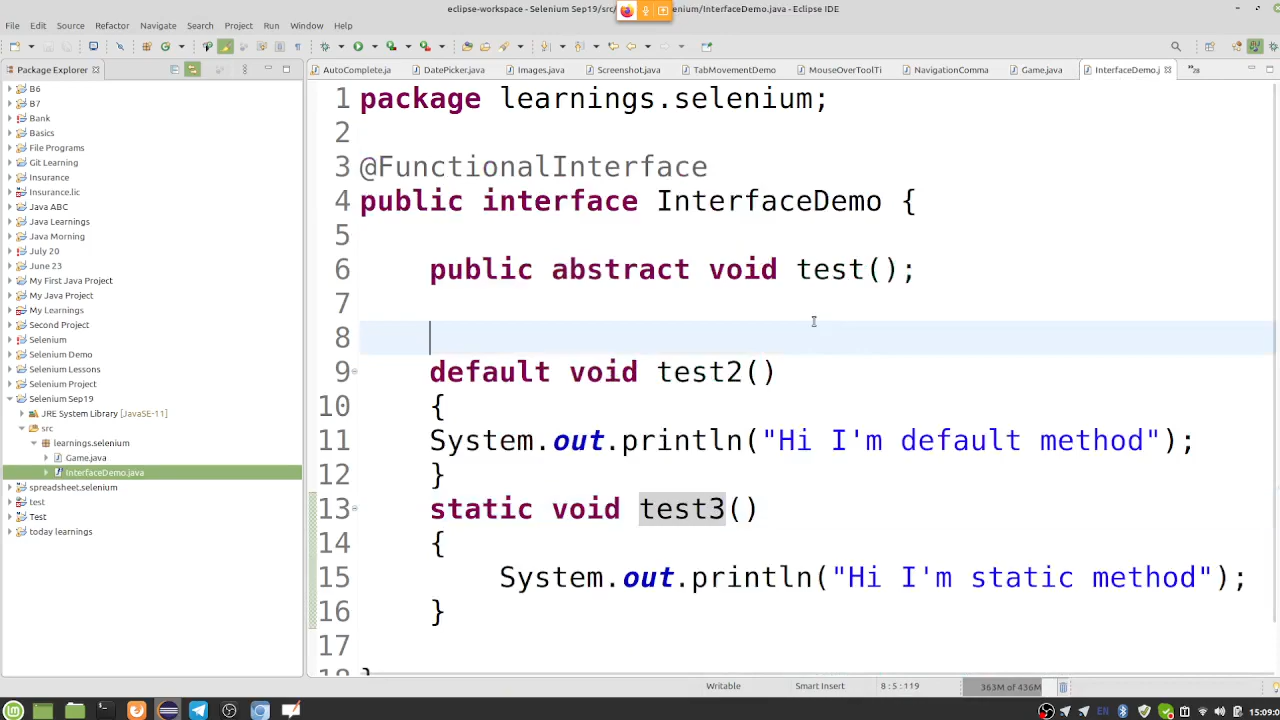 eclipse-workspace - Selenium Sep19/src/
enium/InterfaceDemo.java - Eclipse IDE
File Edit Source Refactor Navigate Search Project Run Window Help
Package Explorer
AutoComplete.ja DatePicker.java Images.java Screenshot.java TabMovementDemo MouseOverToolTi NavigationComma Game.java InterfaceDemo.j »28
B6
B7
Bank
Basics
File Programs
Git Learning
Insurance
Insurance.lic
Java ABC
Java Learnings
Java Morning
July 20
June 23
My First Java Project
My Java Project
My Learnings
Second Project
Selenium
Selenium Demo
Selenium Lessons
Selenium Project
Selenium Sep19
JRE System Library [JavaSE-11]
src
learnings.selenium
Game.java
InterfaceDemo.java
spreadsheet.selenium
test
Test
today learnings
1 package learnings.selenium;
2
3 @FunctionalInterface
4 public interface InterfaceDemo {
5
6 public abstract void test();
7
8
9 default void test2()
10 {
11 System.out.println("Hi I'm default method");
12 }
13 static void test3()
14 {
15 System.out.println("Hi I'm static method");
16 }
17
18 }
Writable Smart Insert 8 : 5 : 119 363M of 436M
EN 15:09:0